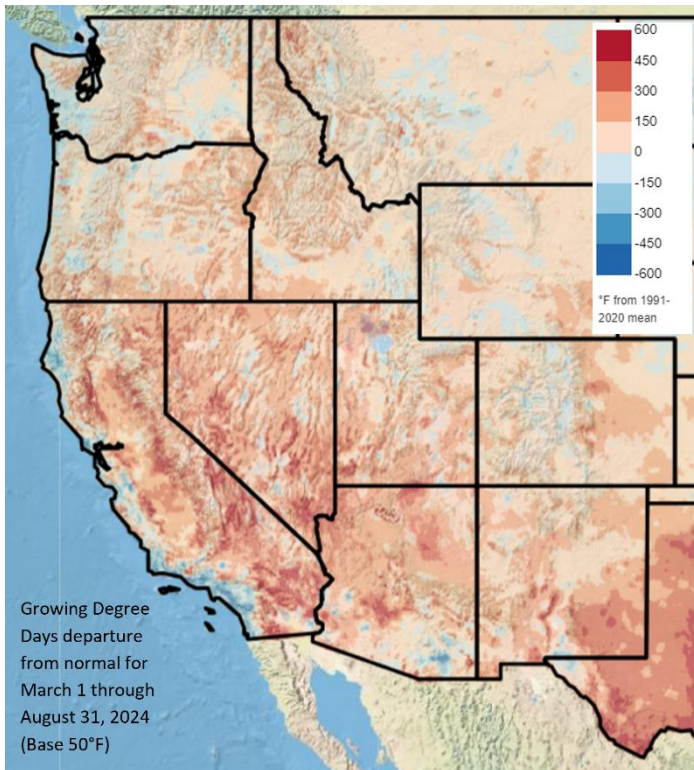 600
450
300
150
0
-150
-300
-450
-600
°F from 1991-
2020 mean
Growing Degree
Days departure
from normal for
March 1 through
August 31, 2024
(Base 50°F)